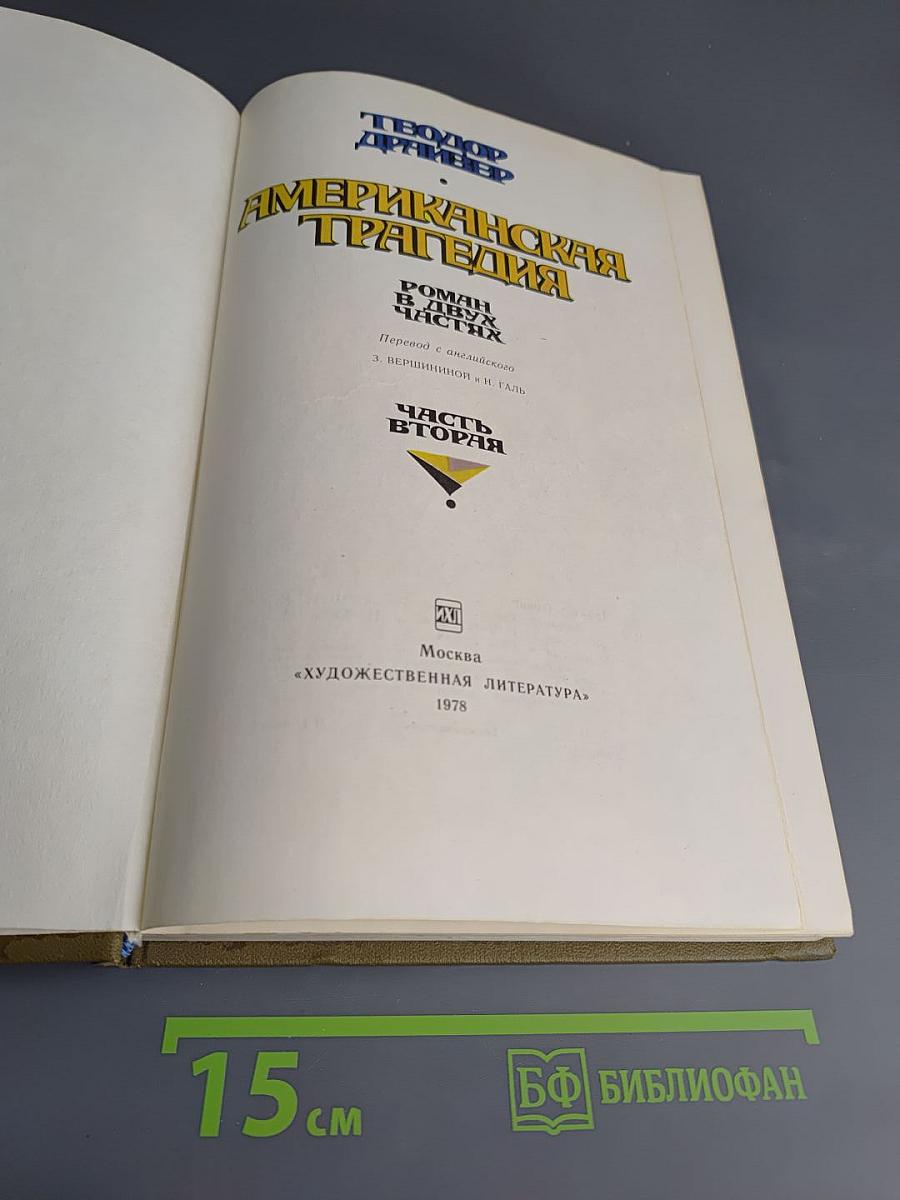 ТЕОДОР
ДРАЙЗЕР
АМЕРИКАНСКАЯ
ТРАГЕДИЯ
РОМАН
В ДВУХ
ЧАСТЯХ
Перевод с английского
З. ВЕРШИНИНОЙ и Н. ГАЛЬ
ЧАСТЬ
ВТОРАЯ
ИХЛ
Москва
«ХУДОЖЕСТВЕННАЯ ЛИТЕРАТУРА»
1978
15 см
БФ БИБЛИОФАН